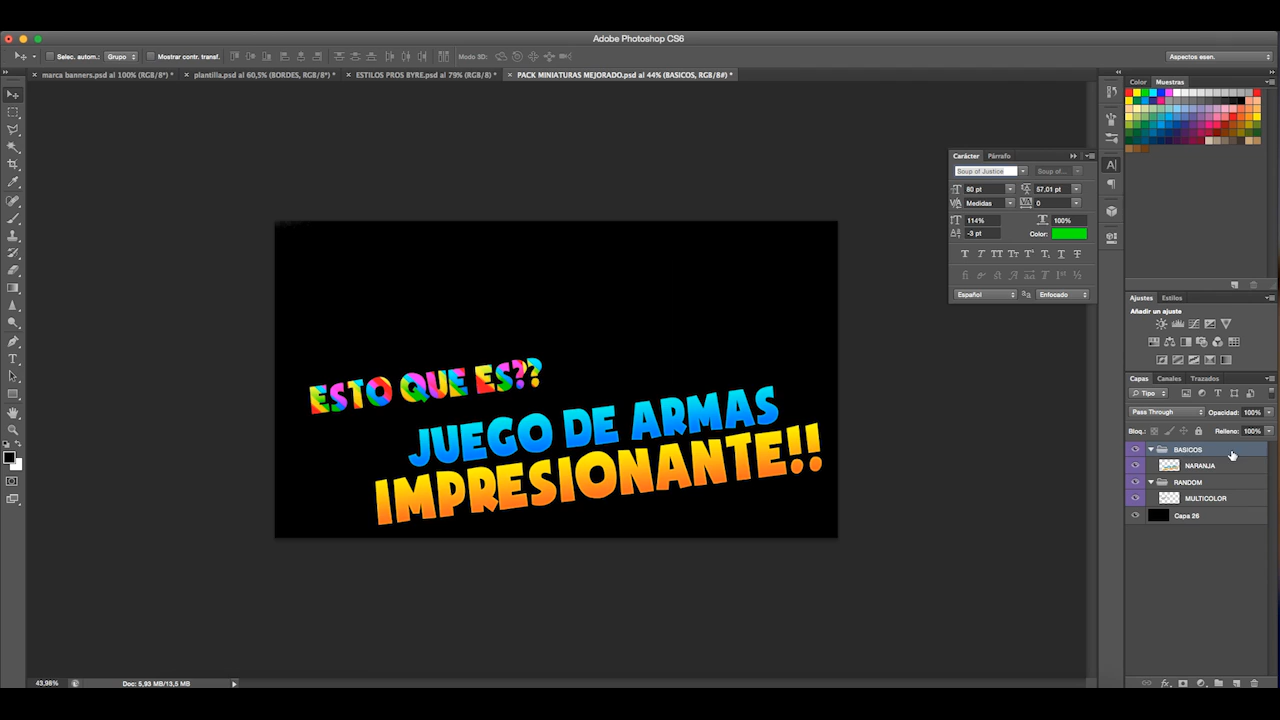 Adobe Photoshop CS6
Selec. autom.: Grupo Mostrar contr. transf. Modo 3D: Aspectos esen.
marca banners.psd al 100% (RGB/8*) * plantilla.psd al 60,5% (BORDES, RGB/8*) * ESTILOS PROS BYRE.psd al 79% (RGB/8) * PACK MINIATURAS MEJORADO.psd al 44% (BASICOS, RGB/8#) *
Color Muestras
Carácter Párrafo
Soup of Justice Soup of...
80 pt 57,01 pt
Medidas 0
114% 100%
-3 pt Color:
Español Enfocado
Ajustes Estilos
Añadir un ajuste
Capas Canales Trazados
Tipo
Pass Through Opacidad: 100%
Bloq.: Relleno: 100%
BASICOS
NARANJA
RANDOM
MULTICOLOR
Capa 26
ESTO QUE ES??
JUEGO DE ARMAS
IMPRESIONANTE!!
43,98% Doc: 5,93 MB/13,5 MB